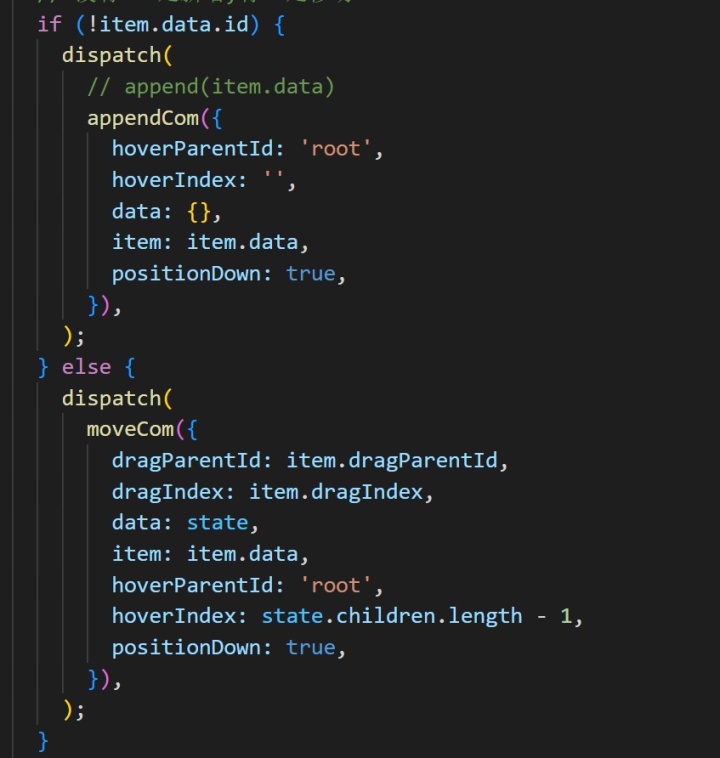 if (!item.data.id) {
dispatch(
// append(item.data)
appendCom({
hoverParentId: 'root',
hoverIndex: '',
data: {},
item: item.data,
positionDown: true,
}),
);
} else {
dispatch(
moveCom({
dragParentId: item.dragParentId,
dragIndex: item.dragIndex,
data: state,
item: item.data,
hoverParentId: 'root',
hoverIndex: state.children.length - 1,
positionDown: true,
}),
);
}